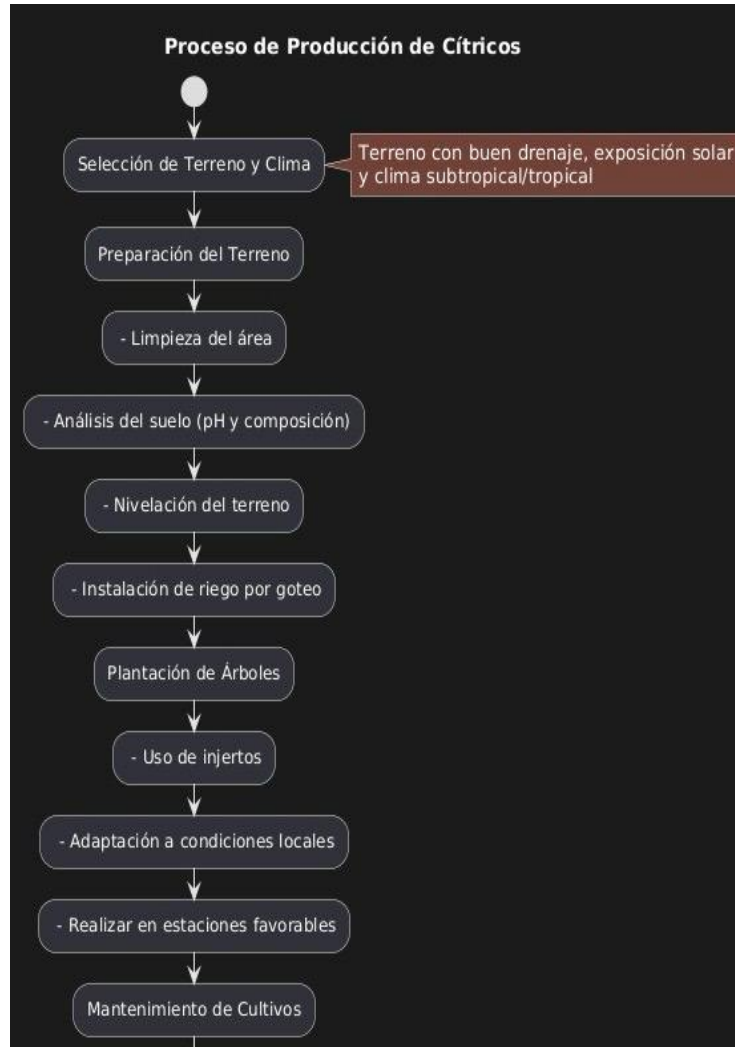 Proceso de Producción de Cítricos
Selección de Terreno y Clima
Terreno con buen drenaje, exposición solar
y clima subtropical/tropical
Preparación del Terreno
- Limpieza del área
- Análisis del suelo (pH y composición)
- Nivelación del terreno
- Instalación de riego por goteo
Plantación de Árboles
- Uso de injertos
- Adaptación a condiciones locales
- Realizar en estaciones favorables
Mantenimiento de Cultivos